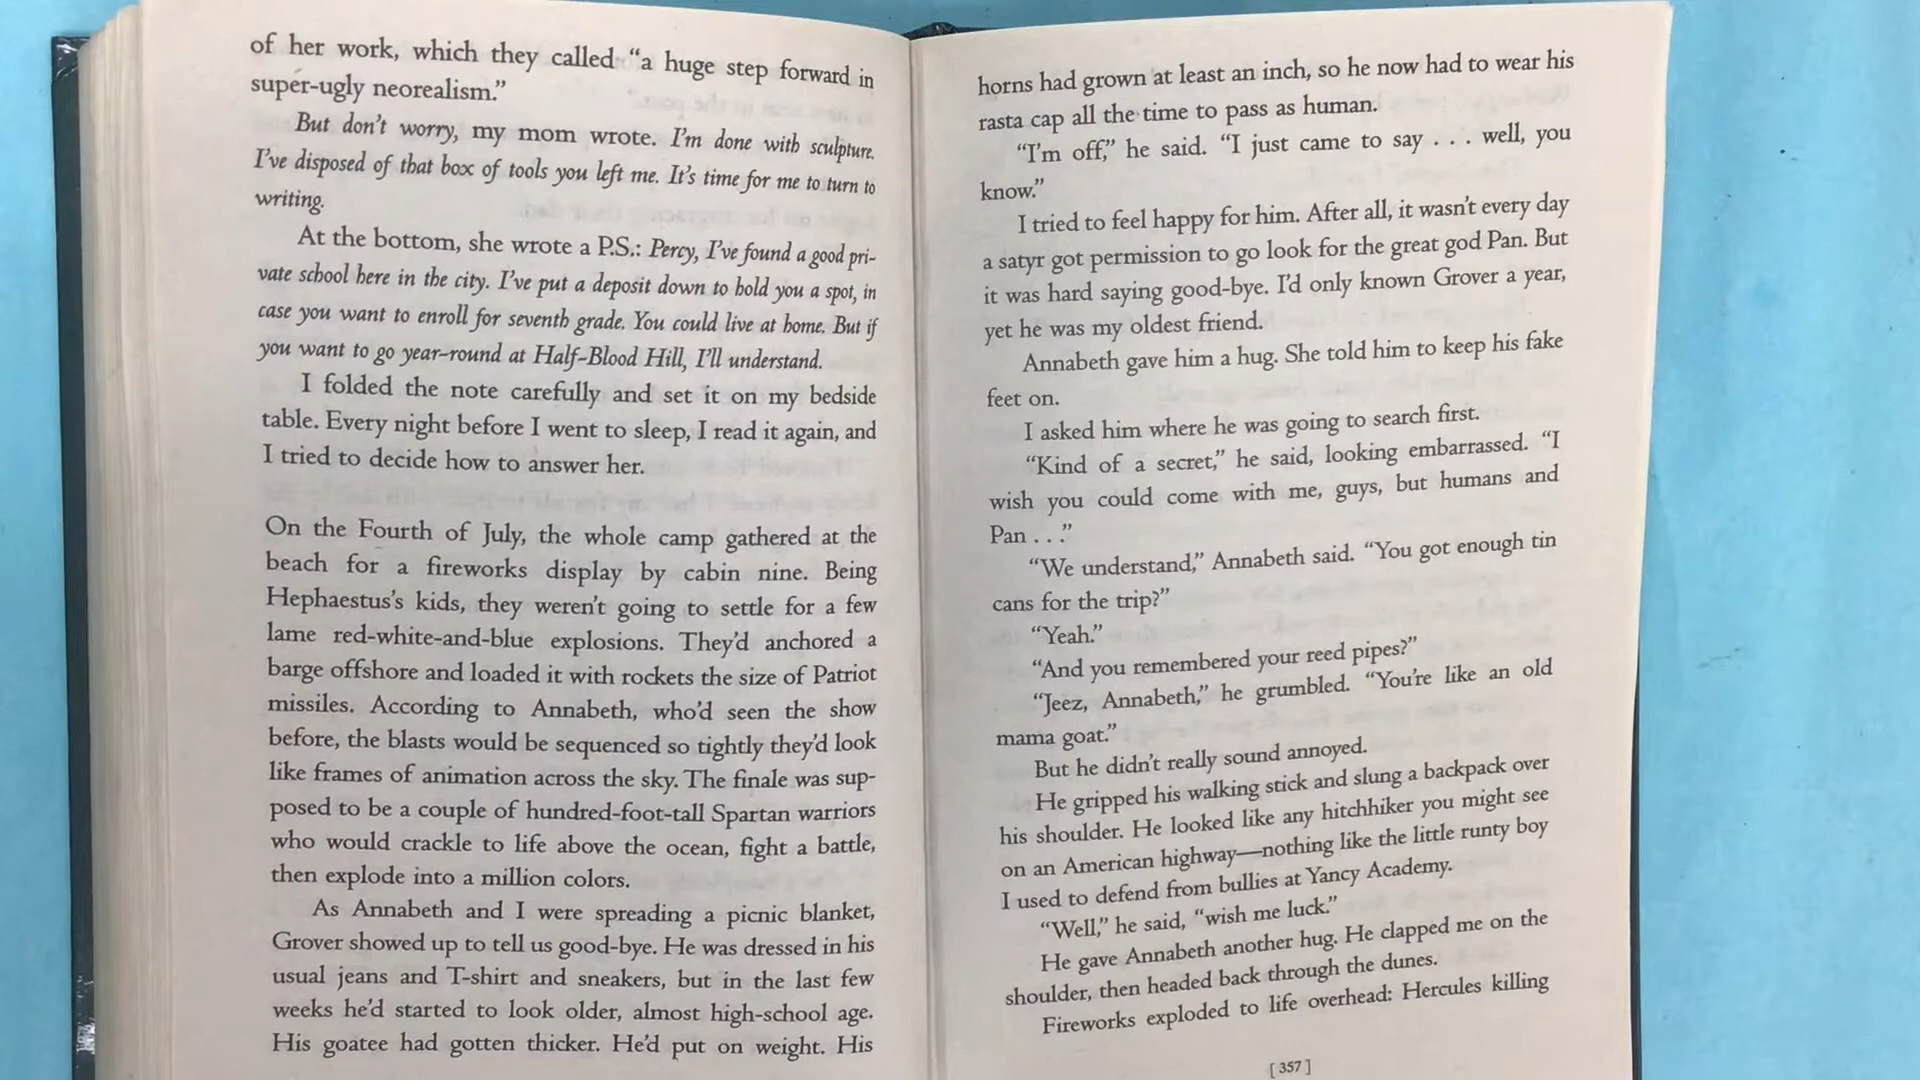 of her work, which they called “a huge step forward in
super-ugly neorealism.”
But don’t worry, my mom wrote. I’m done with sculpture.
I’ve disposed of that box of tools you left me. It’s time for me to turn to
writing.
At the bottom, she wrote a P.S.: Percy, I’ve found a good pri-
vate school here in the city. I’ve put a deposit down to hold you a spot, in
case you want to enroll for seventh grade. You could live at home. But if
you want to go year-round at Half-Blood Hill, I’ll understand.
I folded the note carefully and set it on my bedside
table. Every night before I went to sleep, I read it again, and
I tried to decide how to answer her.
On the Fourth of July, the whole camp gathered at the
beach for a fireworks display by cabin nine. Being
Hephaestus’s kids, they weren’t going to settle for a few
lame red-white-and-blue explosions. They’d anchored a
barge offshore and loaded it with rockets the size of Patriot
missiles. According to Annabeth, who’d seen the show
before, the blasts would be sequenced so tightly they’d look
like frames of animation across the sky. The finale was sup-
posed to be a couple of hundred-foot-tall Spartan warriors
who would crackle to life above the ocean, fight a battle,
then explode into a million colors.
As Annabeth and I were spreading a picnic blanket,
Grover showed up to tell us good-bye. He was dressed in his
usual jeans and T-shirt and sneakers, but in the last few
weeks he’d started to look older, almost high-school age.
His goatee had gotten thicker. He’d put on weight. His
horns had grown at least an inch, so he now had to wear his
rasta cap all the time to pass as human.
“I’m off,” he said. “I just came to say . . . well, you
know.”
I tried to feel happy for him. After all, it wasn’t every day
a satyr got permission to go look for the great god Pan. But
it was hard saying good-bye. I’d only known Grover a year,
yet he was my oldest friend.
Annabeth gave him a hug. She told him to keep his fake
feet on.
I asked him where he was going to search first.
“Kind of a secret,” he said, looking embarrassed. “I
wish you could come with me, guys, but humans and
Pan . . .”
“We understand,” Annabeth said. “You got enough tin
cans for the trip?”
“Yeah.”
“And you remembered your reed pipes?”
“Jeez, Annabeth,” he grumbled. “You’re like an old
mama goat.”
But he didn’t really sound annoyed.
He gripped his walking stick and slung a backpack over
his shoulder. He looked like any hitchhiker you might see
on an American highway—nothing like the little runty boy
I used to defend from bullies at Yancy Academy.
“Well,” he said, “wish me luck.”
He gave Annabeth another hug. He clapped me on the
shoulder, then headed back through the dunes.
Fireworks exploded to life overhead: Hercules killing
[ 357 ]